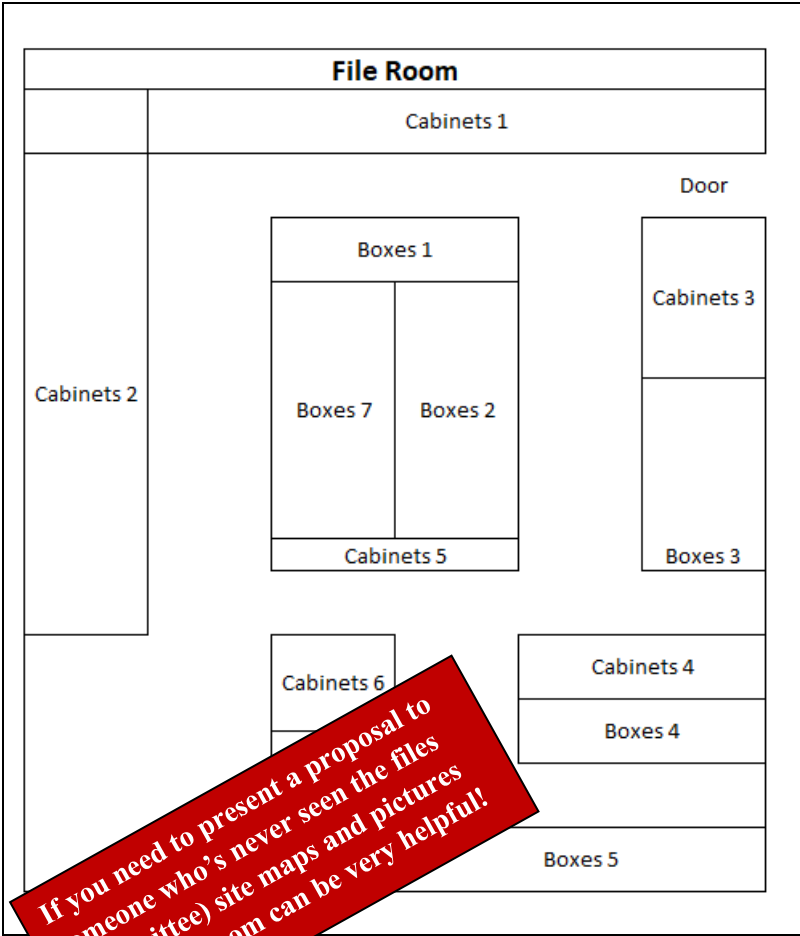 File Room
Cabinets 1
Door
Boxes 1
Cabinets 3
Cabinets 2
Boxes 7
Boxes 2
Cabinets 5
Boxes 3
Cabinets 6
Cabinets 4
Boxes 4
Boxes 5
If you need to present a proposal to
who’s never seen the files
site maps and pictures
can be very helpful!